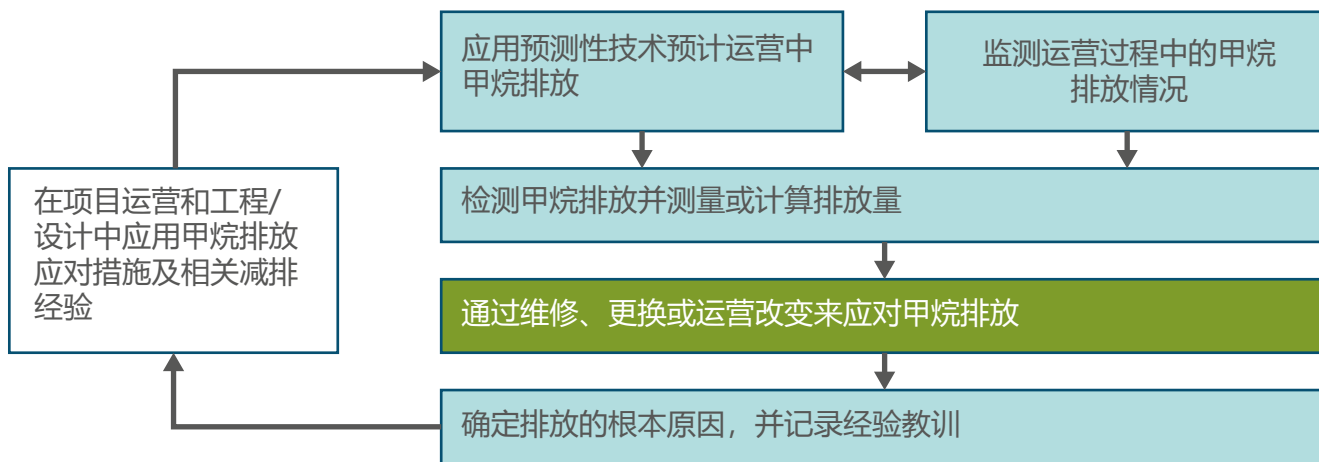 应用预测性技术预计运营中
甲烷排放
监测运营过程中的甲烷
排放情况
在项目运营和工程/
设计中应用甲烷排放
应对措施及相关减排
经验
检测甲烷排放并测量或计算排放量
通过维修、更换或运营改变来应对甲烷排放
确定排放的根本原因，并记录经验教训